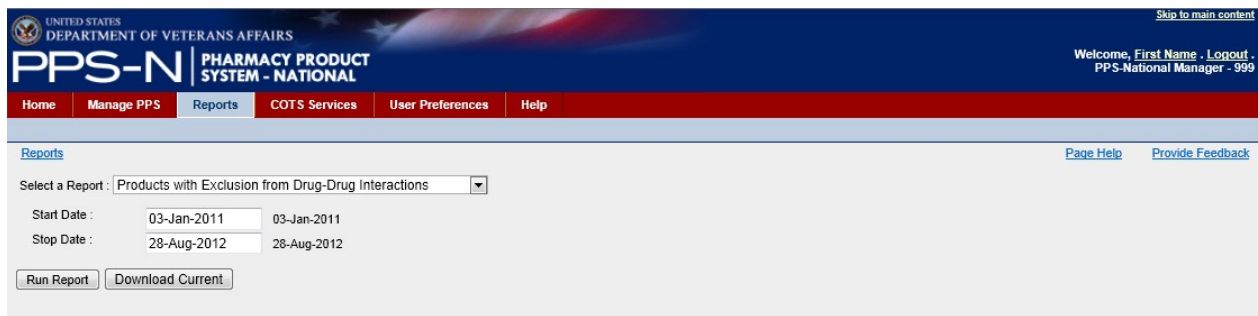 Skip to main content
UNITED STATES
DEPARTMENT OF VETERANS AFFAIRS
PPS-N PHARMACY PRODUCT
SYSTEM - NATIONAL
Welcome, First Name . Logout .
PPS-National Manager - 999
Home Manage PPS Reports COTS Services User Preferences Help
Reports Page Help Provide Feedback
Select a Report : Products with Exclusion from Drug-Drug Interactions
Start Date : 03-Jan-2011 03-Jan-2011
Stop Date : 28-Aug-2012 28-Aug-2012
Run Report Download Current